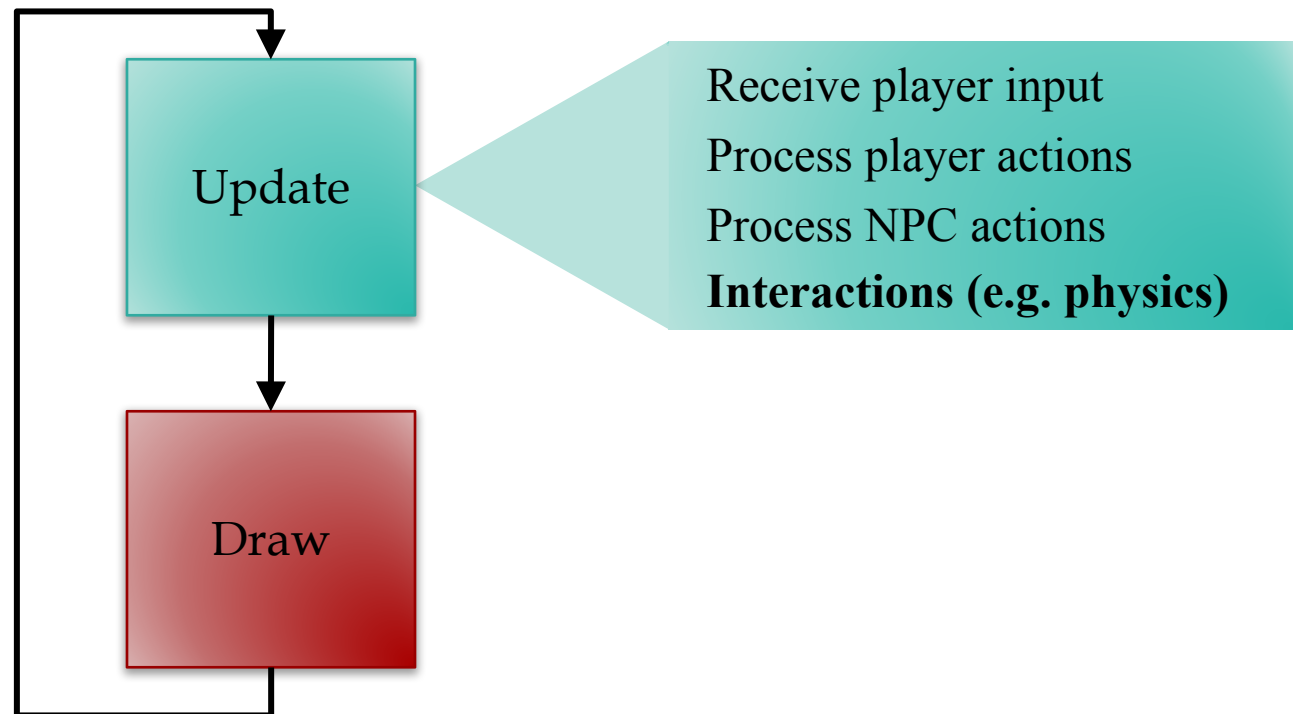 Update
Receive player input
Process player actions
Process NPC actions
Interactions (e.g. physics)
Draw